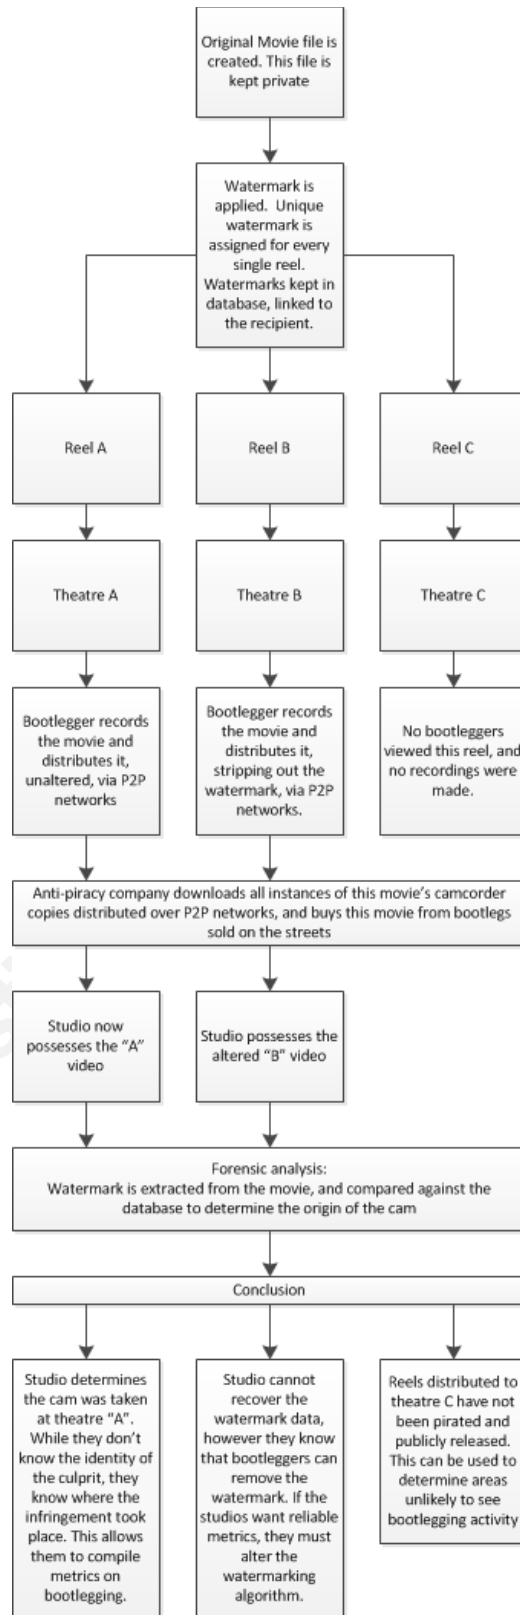 Original Movie file is
created. This file is
kept private
Watermark is
applied. Unique
watermark is
assigned for every
single reel.
Watermarks kept in
database, linked to
the recipient.
Reel A
Reel B
Reel C
Theatre A
Theatre B
Theatre C
Bootlegger records
the movie and
distributes it,
unaltered, via P2P
networks
Bootlegger records
the movie and
distributes it,
stripping out the
watermark, via P2P
networks.
No bootleggers
viewed this reel, and
no recordings were
made.
Anti-piracy company downloads all instances of this movie's camcorder
copies distributed over P2P networks, and buys this movie from bootlegs
sold on the streets
Studio now
possesses the “A”
video
Studio possesses the
altered “B” video
Forensic analysis:
Watermark is extracted from the movie, and compared against the
database to determine the origin of the cam
Conclusion
Studio determines
the cam was taken
at theatre “A”.
While they don't
know the identity of
the culprit, they
know where the
infringement took
place. This allows
them to compile
metrics on
bootlegging.
Studio cannot
recover the
watermark data,
however they know
that bootleggers can
remove the
watermark. If the
studios want reliable
metrics, they must
alter the
watermarking
algorithm.
Reels distributed to
theatre C have not
been pirated and
publicly released.
This can be used to
determine areas
unlikely to see
bootlegging activity